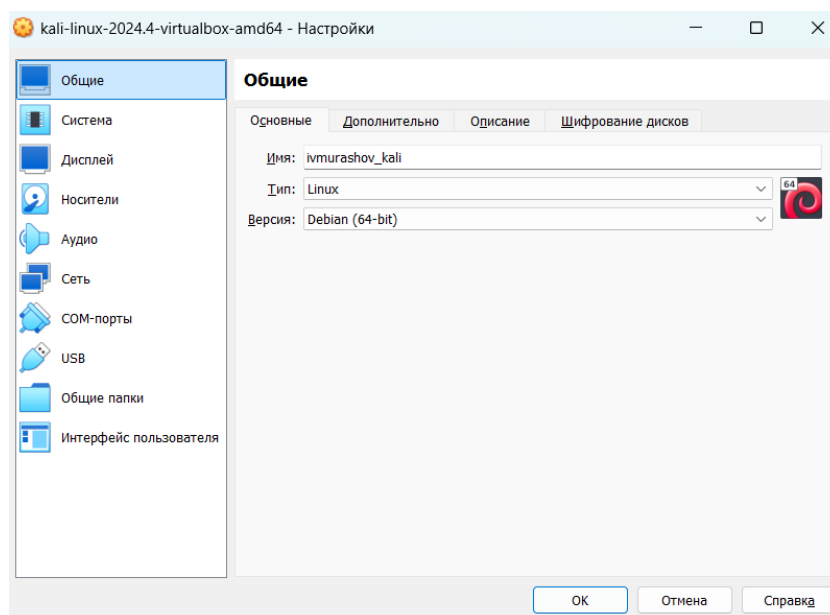 kali-linux-2024.4-virtualbox-amd64 - Настройки
Общие
Система
Дисплей
Носители
Аудио
Сеть
COM-порты
USB
Общие папки
Интерфейс пользователя
Общие
Основные Дополнительно Описание Шифрование дисков
Имя: ivmurashov_kali
Тип: Linux
64
Версия: Debian (64-bit)
OK Отмена Справка